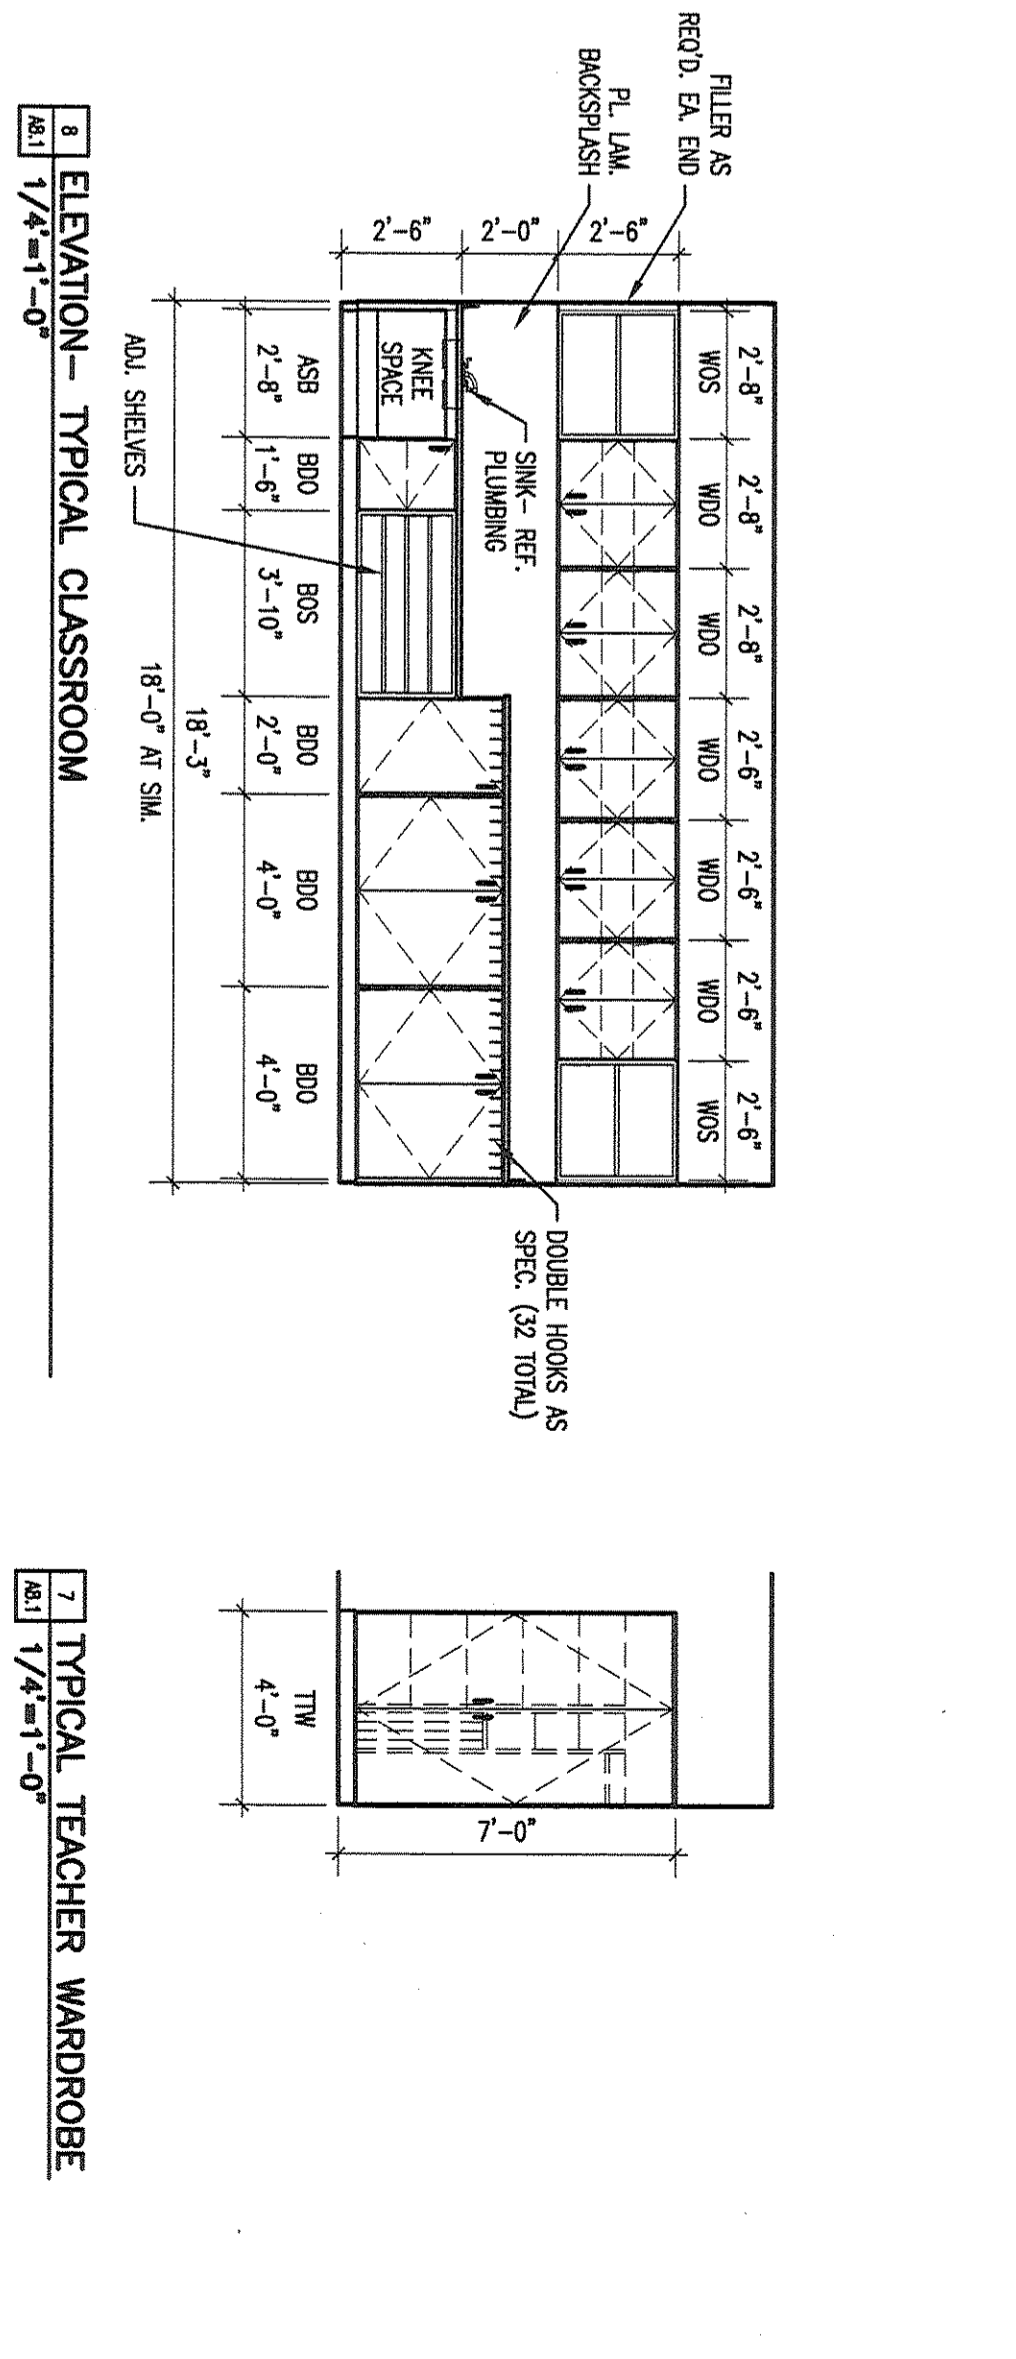 FILLER AS
REQ'D. EA. END
PL. LAM.
BACKSPLASH
2'-8" 2'-8" 2'-8" 2'-6" 2'-6" 2'-6" 2'-6"
WOS WDO WDO WDO WDO WDO WOS
2'-6"
2'-0"
2'-6"
SINK- REF.
PLUMBING
DOUBLE HOOKS AS
SPEC. (32 TOTAL)
KNEE
SPACE
ASB BDO BOS BDO BDO BDO
2'-8" 1'-6" 3'-10" 2'-0" 4'-0" 4'-0"
18'-3"
18'-0" AT SIM.
ADJ. SHELVES
8
A8.1
ELEVATION- TYPICAL CLASSROOM
1/4'=1'-0"
7'-0"
TTW
4'-0"
7
A8.1
TYPICAL TEACHER WARDROBE
1/4'=1'-0"